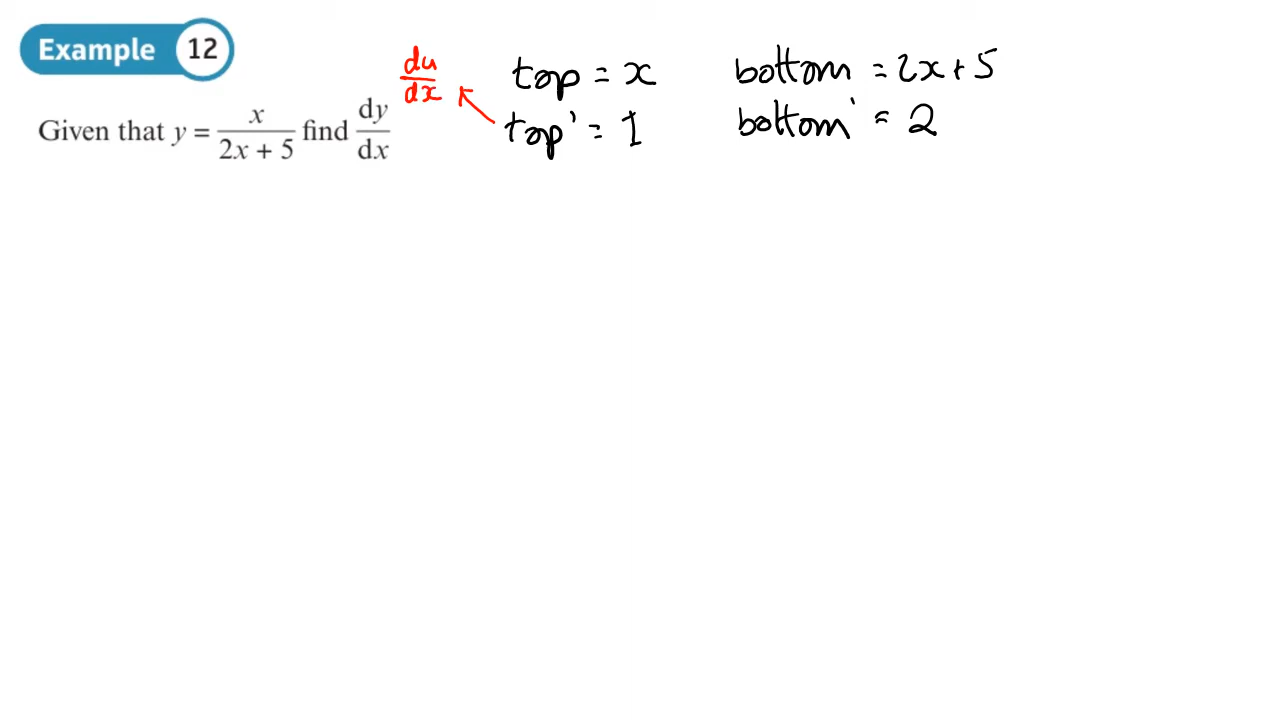 Example 12
Given that y = x/(2x + 5) find dy/dx
du/dx
top = x
top' = 1
bottom = 2x + 5
bottom' = 2